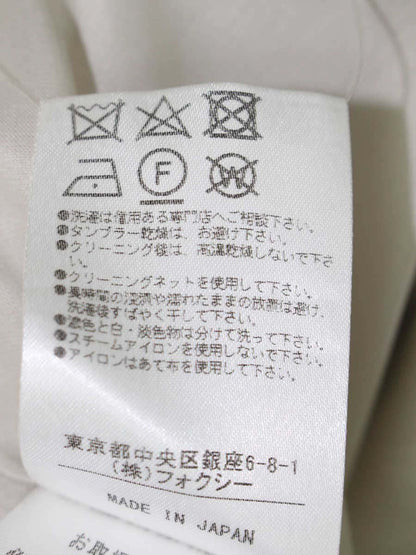 F
W
●洗濯は信用ある専門店へご相談下さい。
●タンブラー乾燥は、お避け下さい。
●クリーニング後は、高温乾燥しないで下さ
い。
●クリーニングネットを使用して下さい。
●長時間の浸漬や濡れたままの放置は避け、
洗濯後すばやく干して下さい。
●濃色と白・淡色物は分けて洗って下さい。
●スチームアイロンを使用しないで下さい。
●アイロンはあて布を使用して下さい。
東京都中央区銀座6-8-1
(株)フォクシー
MADE IN JAPAN
お取扱